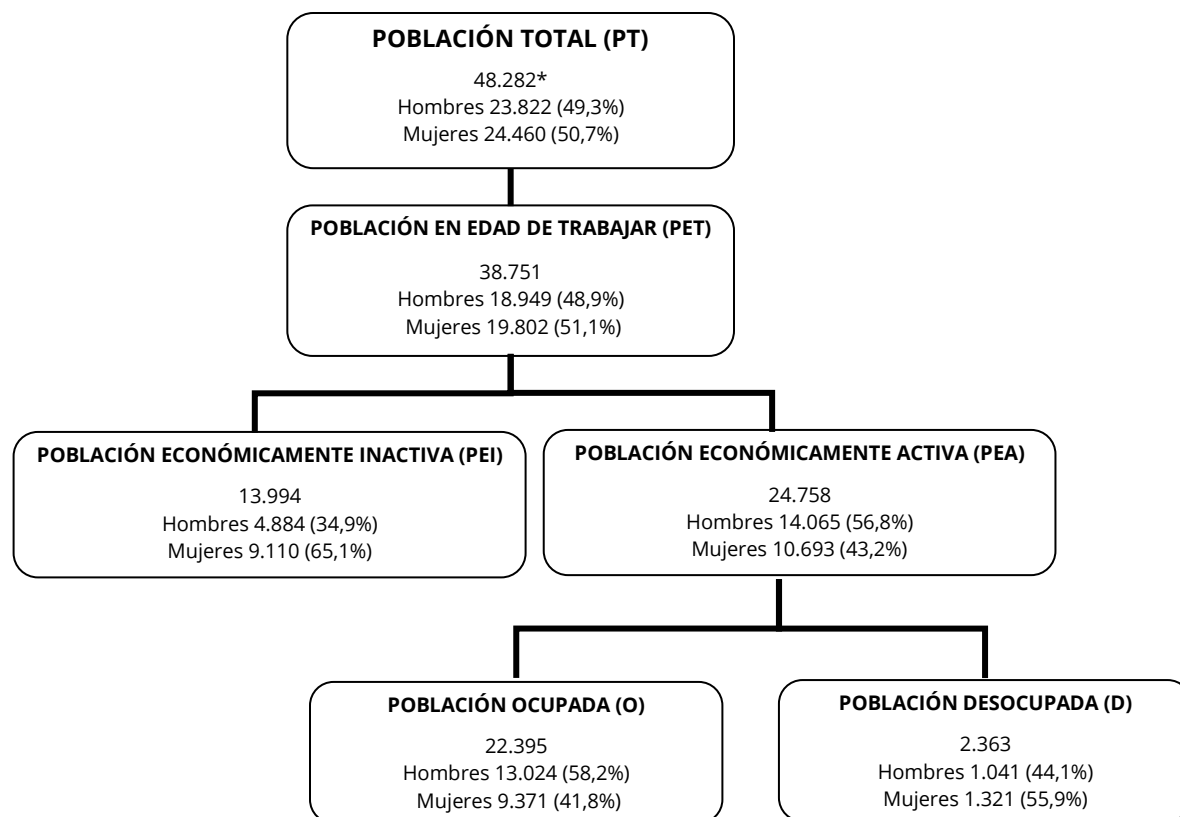 POBLACIÓN TOTAL (PT)
48.282*
Hombres 23.822 (49,3%)
Mujeres 24.460 (50,7%)
POBLACIÓN EN EDAD DE TRABAJAR (PET)
38.751
Hombres 18.949 (48,9%)
Mujeres 19.802 (51,1%)
POBLACIÓN ECONÓMICAMENTE INACTIVA (PEI)
13.994
Hombres 4.884 (34,9%)
Mujeres 9.110 (65,1%)
POBLACIÓN ECONÓMICAMENTE ACTIVA (PEA)
24.758
Hombres 14.065 (56,8%)
Mujeres 10.693 (43,2%)
POBLACIÓN OCUPADA (O)
22.395
Hombres 13.024 (58,2%)
Mujeres 9.371 (41,8%)
POBLACIÓN DESOCUPADA (D)
2.363
Hombres 1.041 (44,1%)
Mujeres 1.321 (55,9%)